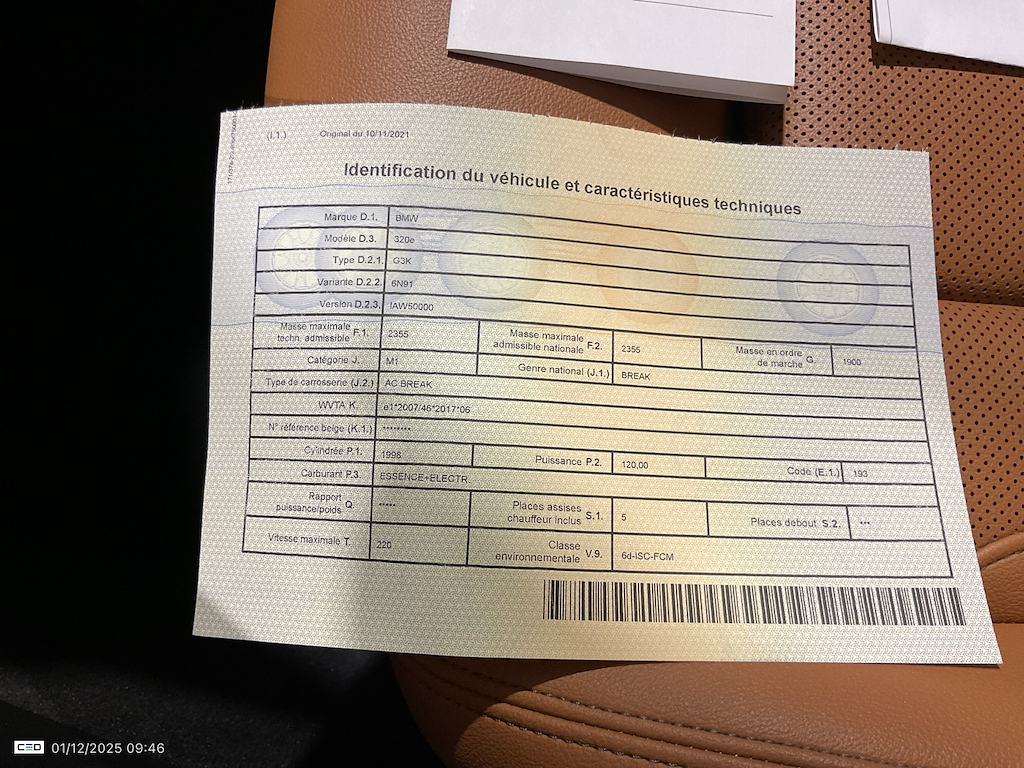 (I.1.) Original du 10/11/2021
Identification du véhicule et caractéristiques techniques
Marque D.1. BMW
Modèle D.3. 320e
Type D.2.1. G3K
Variante D.2.2. 6N91
Version D.2.3. IAW50000
Masse maximale techn. admissible F.1. 2355 Masse maximale admissible nationale F.2. 2355 Masse en ordre de marche G. 1900
Catégorie J. M1 Genre national (J.1.) BREAK
Type de carrosserie (J.2.) AC BREAK
WVTA K. e1*2007/46*2017*06
N° référence belge (K.1.) ********
Cylindrée P.1. 1998 Puissance P.2. 120,00 Code (E.1.) 193
Carburant P.3. ESSENCE+ELECTR.
Rapport puissance/poids Q. ***** Places assises chauffeur inclus S.1. 5 Places debout S.2. ***
Vitesse maximale T. 220 Classe environnementale V.9. 6d-ISC-FCM
CEO 01/12/2025 09:46